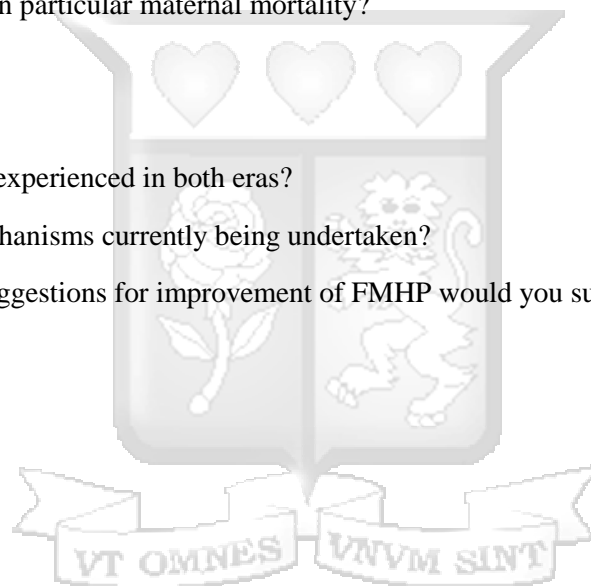 n particular maternal mortality?
experienced in both eras?
hanisms currently being undertaken?
ggestions for improvement of FMHP would you su
VT OMNES VNVM SINT